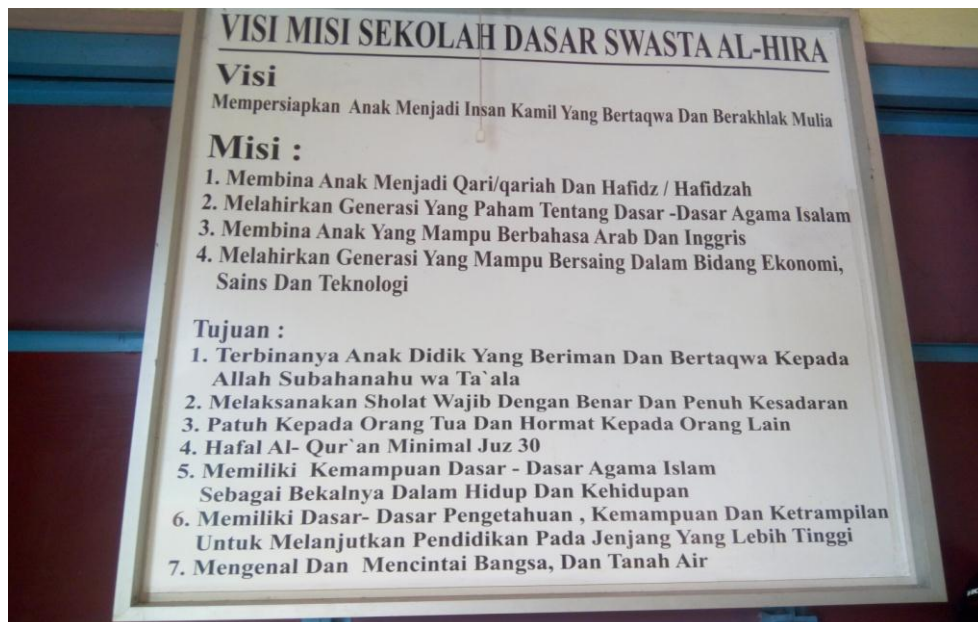 VISI MISI SEKOLAH DASAR SWASTA AL-HIRA
Visi
Mempersiapkan Anak Menjadi Insan Kamil Yang Bertaqwa Dan Berakhlak Mulia
Misi :
1. Membina Anak Menjadi Qari/qariah Dan Hafidz / Hafidzah
2. Melahirkan Generasi Yang Paham Tentang Dasar -Dasar Agama Isalam
3. Membina Anak Yang Mampu Berbahasa Arab Dan Inggris
4. Melahirkan Generasi Yang Mampu Bersaing Dalam Bidang Ekonomi,
Sains Dan Teknologi
Tujuan :
1. Terbinanya Anak Didik Yang Beriman Dan Bertaqwa Kepada
Allah Subahanahu wa Ta`ala
2. Melaksanakan Sholat Wajib Dengan Benar Dan Penuh Kesadaran
3. Patuh Kepada Orang Tua Dan Hormat Kepada Orang Lain
4. Hafal Al- Qur`an Minimal Juz 30
5. Memiliki Kemampuan Dasar - Dasar Agama Islam
Sebagai Bekalnya Dalam Hidup Dan Kehidupan
6. Memiliki Dasar- Dasar Pengetahuan , Kemampuan Dan Ketrampilan
Untuk Melanjutkan Pendidikan Pada Jenjang Yang Lebih Tinggi
7. Mengenal Dan Mencintai Bangsa, Dan Tanah Air